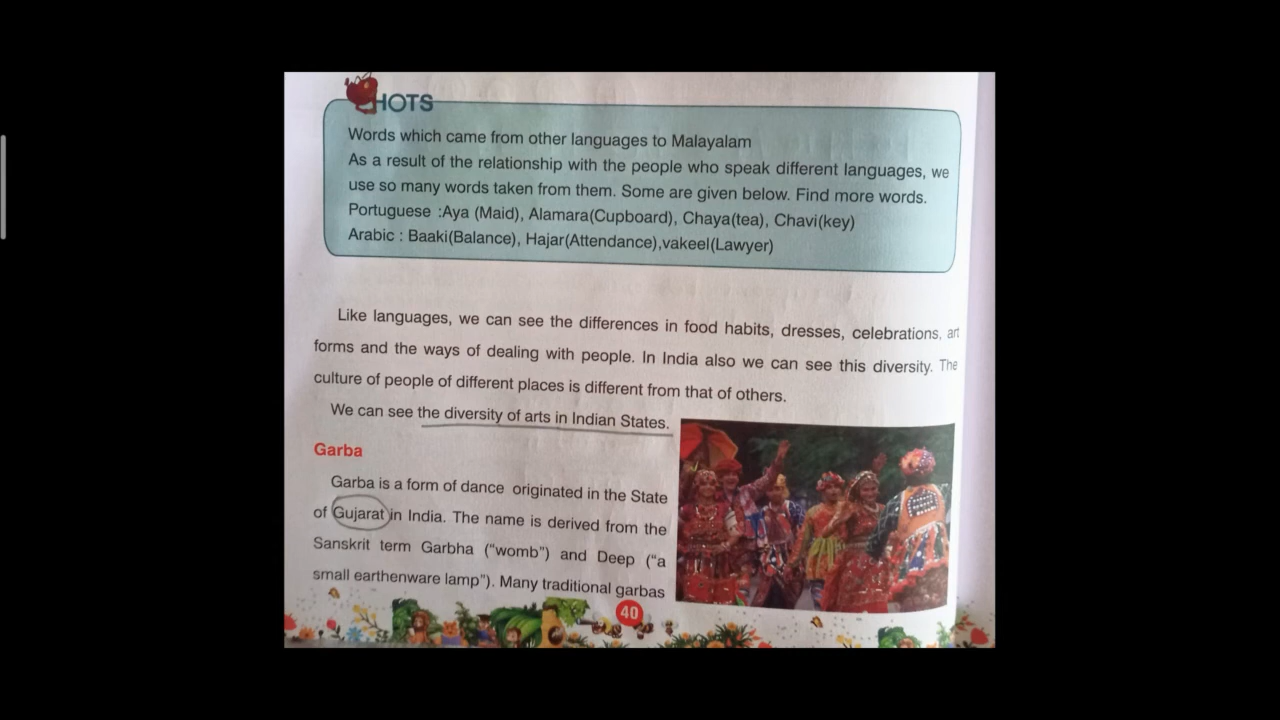 HOTS
Words which came from other languages to Malayalam
As a result of the relationship with the people who speak different languages, we
use so many words taken from them. Some are given below. Find more words.
Portuguese :Aya (Maid), Alamara(Cupboard), Chaya(tea), Chavi(key)
Arabic : Baaki(Balance), Hajar(Attendance),vakeel(Lawyer)
Like languages, we can see the differences in food habits, dresses, celebrations, art
forms and the ways of dealing with people. In India also we can see this diversity. The
culture of people of different places is different from that of others.
We can see the diversity of arts in Indian States.
Garba
Garba is a form of dance originated in the State
of Gujarat in India. The name is derived from the
Sanskrit term Garbha (“womb”) and Deep (“a
small earthenware lamp”). Many traditional garbas
40